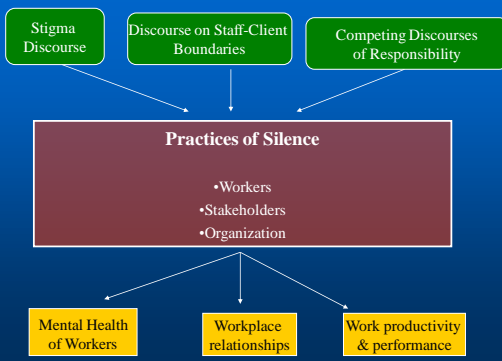 Stigma
Discourse
Discourse on Staff-Client
Boundaries
Competing Discourses
of Responsibility
Practices of Silence
•Workers
•Stakeholders
•Organization
Mental Health
of Workers
Workplace
relationships
Work productivity
& performance